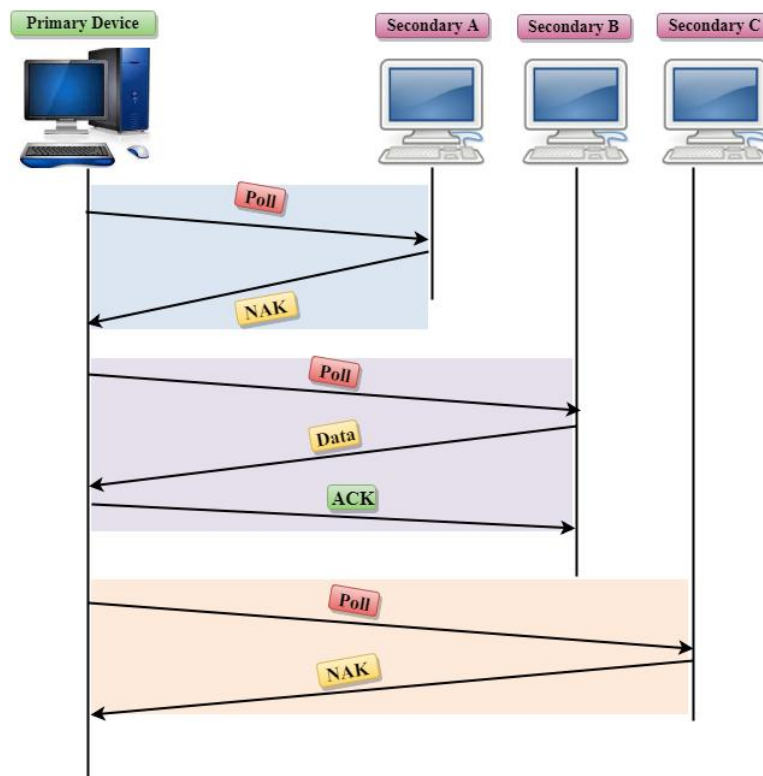 Primary Device
Secondary A
Secondary B
Secondary C
Poll
NAK
Poll
Data
ACK
Poll
NAK